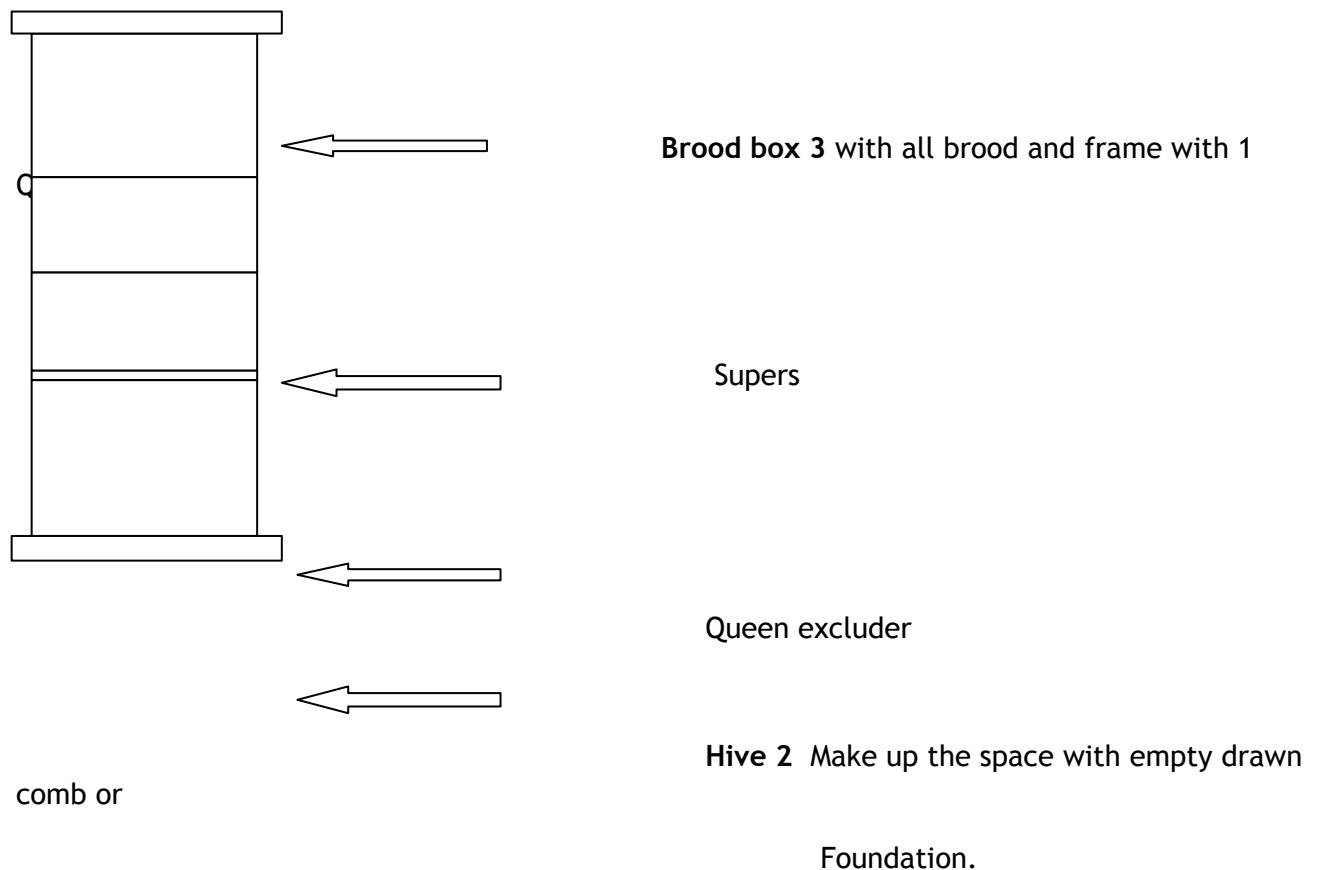 Brood box 3 with all brood and frame with 1
Q
Supers
Queen excluder
Hive 2 Make up the space with empty drawn
comb or
Foundation.